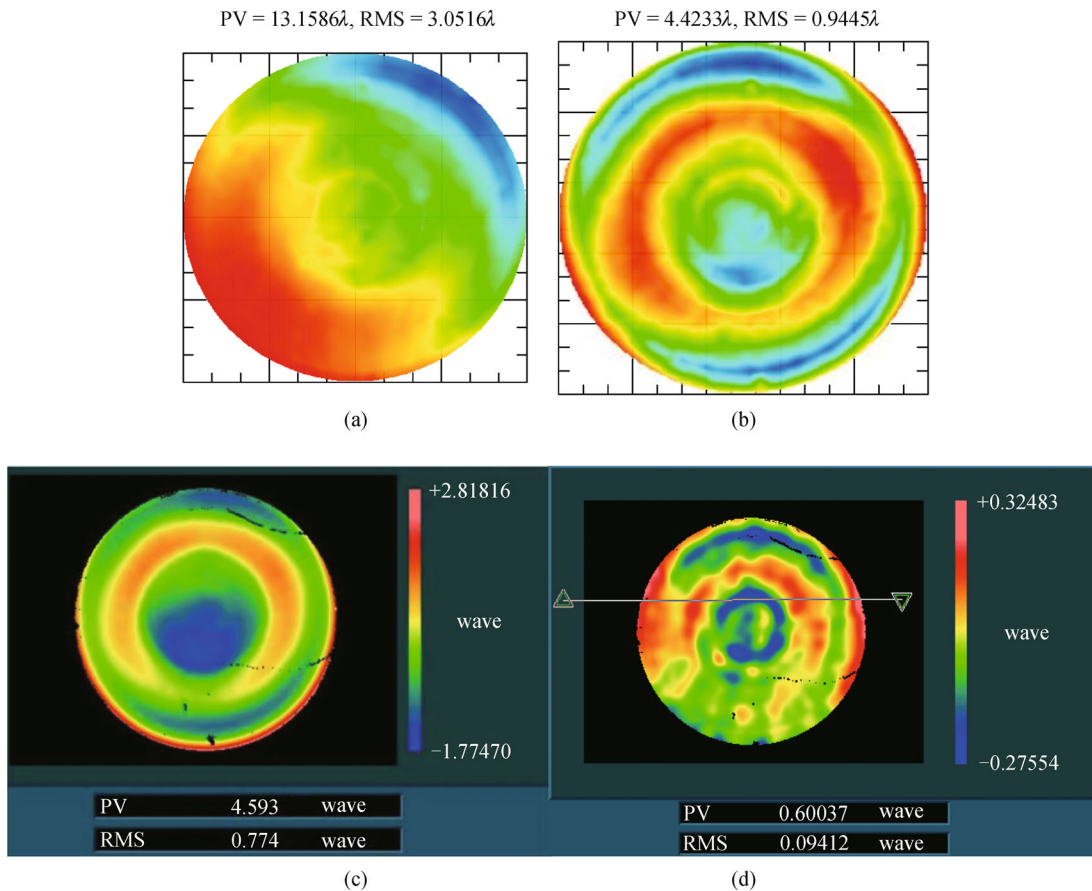 PV = 13.1586λ, RMS = 3.0516λ
PV = 4.4233λ, RMS = 0.9445λ
(a)
(b)
+2.81816
wave
−1.77470
PV 4.593 wave
RMS 0.774 wave
+0.32483
wave
−0.27554
PV 0.60037 wave
RMS 0.09412 wave
(c)
(d)